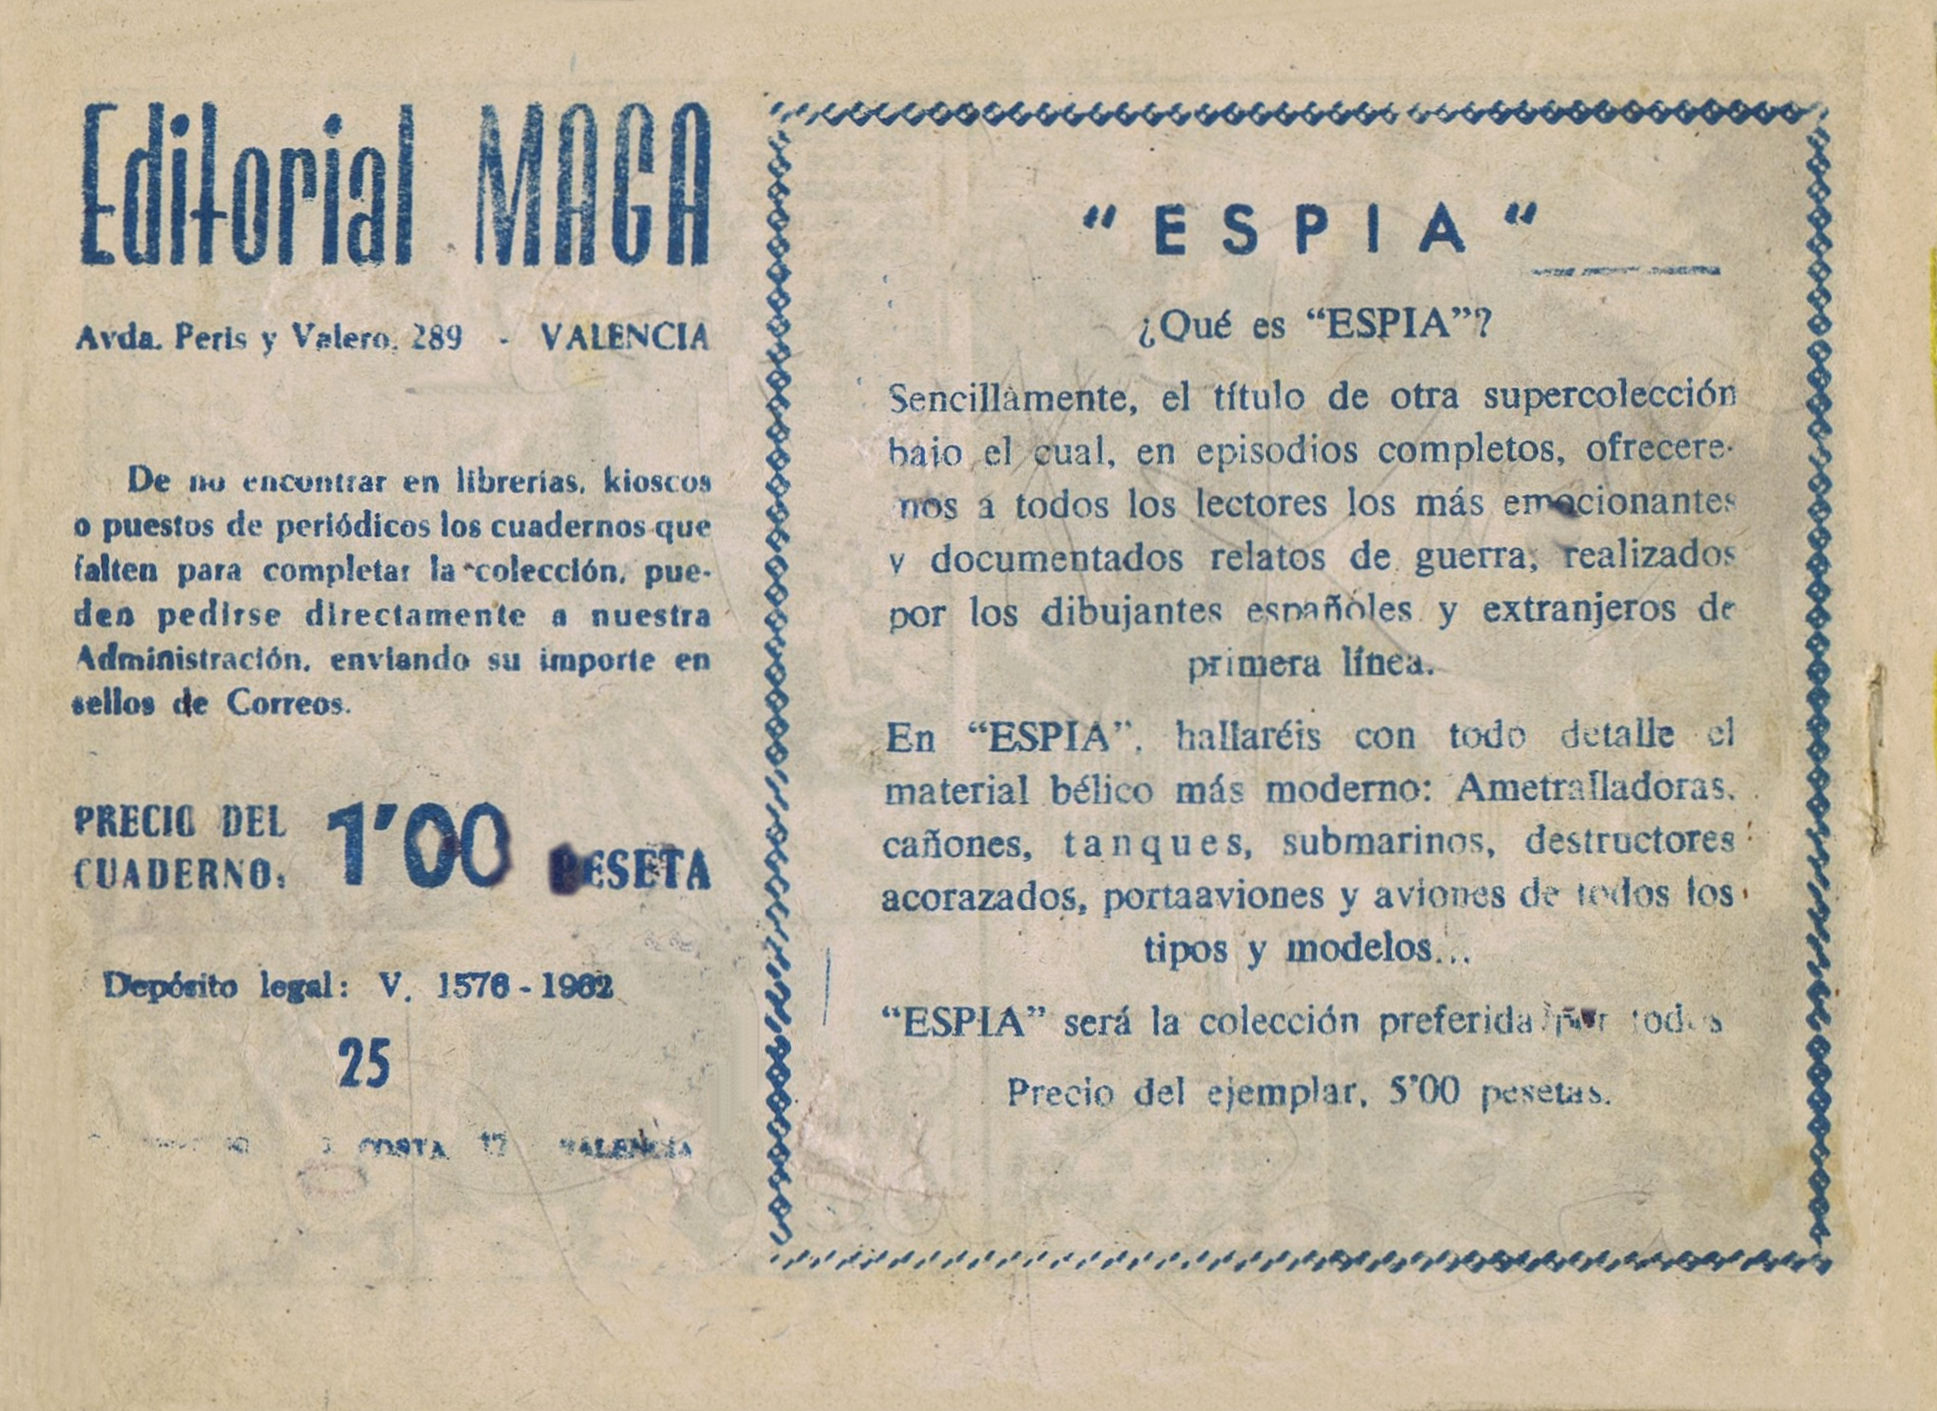 Editorial MAGA
Avda. Peris y Valero, 289 - VALENCIA
De no encontrar en librerías, kioscos
o puestos de periódicos los cuadernos que
falten para completar la colección, pue-
den pedirse directamente a nuestra
Administración, enviando su importe en
sellos de Correos.
PRECIO DEL
CUADERNO: 1'00 PESETA
Depósito legal: V. 1576 - 1962
25
COSTA VALENCIA
"ESPIA"
¿Qué es "ESPIA"?
Sencillamente, el título de otra supercolección
bajo el cual, en episodios completos, ofrecere-
mos a todos los lectores los más emocionantes
y documentados relatos de guerra, realizados
por los dibujantes españoles y extranjeros de
primera línea.
En "ESPIA", hallaréis con todo detalle el
material bélico más moderno: Ametralladoras,
cañones, tanques, submarinos, destructores
acorazados, portaaviones y aviones de todos los
tipos y modelos...
"ESPIA" será la colección preferida por todos
Precio del ejemplar, 5'00 pesetas.